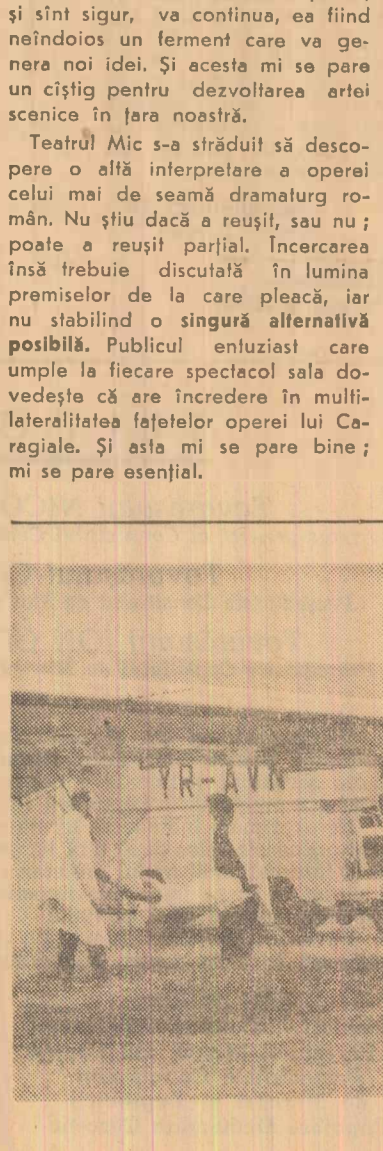 și sînt sigur, va continua, ea fiind
neîndoios un ferment care va ge-
nera noi idei. Și acesta mi se pare
un cîștig pentru dezvoltarea artei
scenice în țara noastră.
Teatrul Mic s-a străduit să desco-
pere o altă interpretare a operei
celui mai de seamă dramaturg ro-
mân. Nu știu dacă a reușit, sau nu ;
poate a reușit parțial. Încercarea
însă trebuie discutată în lumina
premiselor de la care pleacă, iar
nu stabilind o singură alternativă
posibilă. Publicul entuziast care
umple la fiecare spectacol sala do-
vedește că are încredere în multi-
lateralitatea fațetelor operei lui Ca-
ragiale. Și asta mi se pare bine ;
mi se pare esențial.
YR-AVN